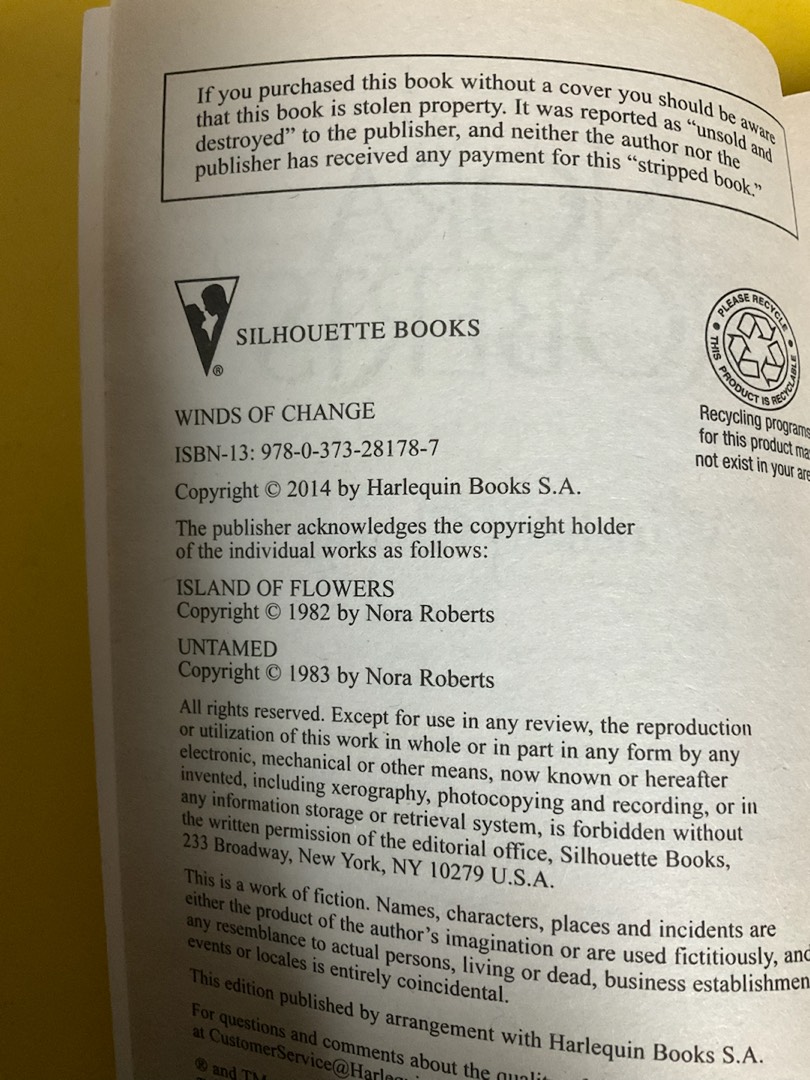 If you purchased this book without a cover you should be aware
that this book is stolen property. It was reported as “unsold and
destroyed” to the publisher, and neither the author nor the
publisher has received any payment for this “stripped book.”
SILHOUETTE BOOKS
®
PLEASE RECYCLE
THIS PRODUCT IS RECYCLABLE
Recycling programs
for this product ma
not exist in your are
WINDS OF CHANGE
ISBN-13: 978-0-373-28178-7
Copyright © 2014 by Harlequin Books S.A.
The publisher acknowledges the copyright holder
of the individual works as follows:
ISLAND OF FLOWERS
Copyright © 1982 by Nora Roberts
UNTAMED
Copyright © 1983 by Nora Roberts
All rights reserved. Except for use in any review, the reproduction
or utilization of this work in whole or in part in any form by any
electronic, mechanical or other means, now known or hereafter
invented, including xerography, photocopying and recording, or in
any information storage or retrieval system, is forbidden without
the written permission of the editorial office, Silhouette Books,
233 Broadway, New York, NY 10279 U.S.A.
This is a work of fiction. Names, characters, places and incidents are
either the product of the author’s imagination or are used fictitiously, and
any resemblance to actual persons, living or dead, business establishmen
events or locales is entirely coincidental.
This edition published by arrangement with Harlequin Books S.A.
For questions and comments about the
at CustomerService@Harle
® and